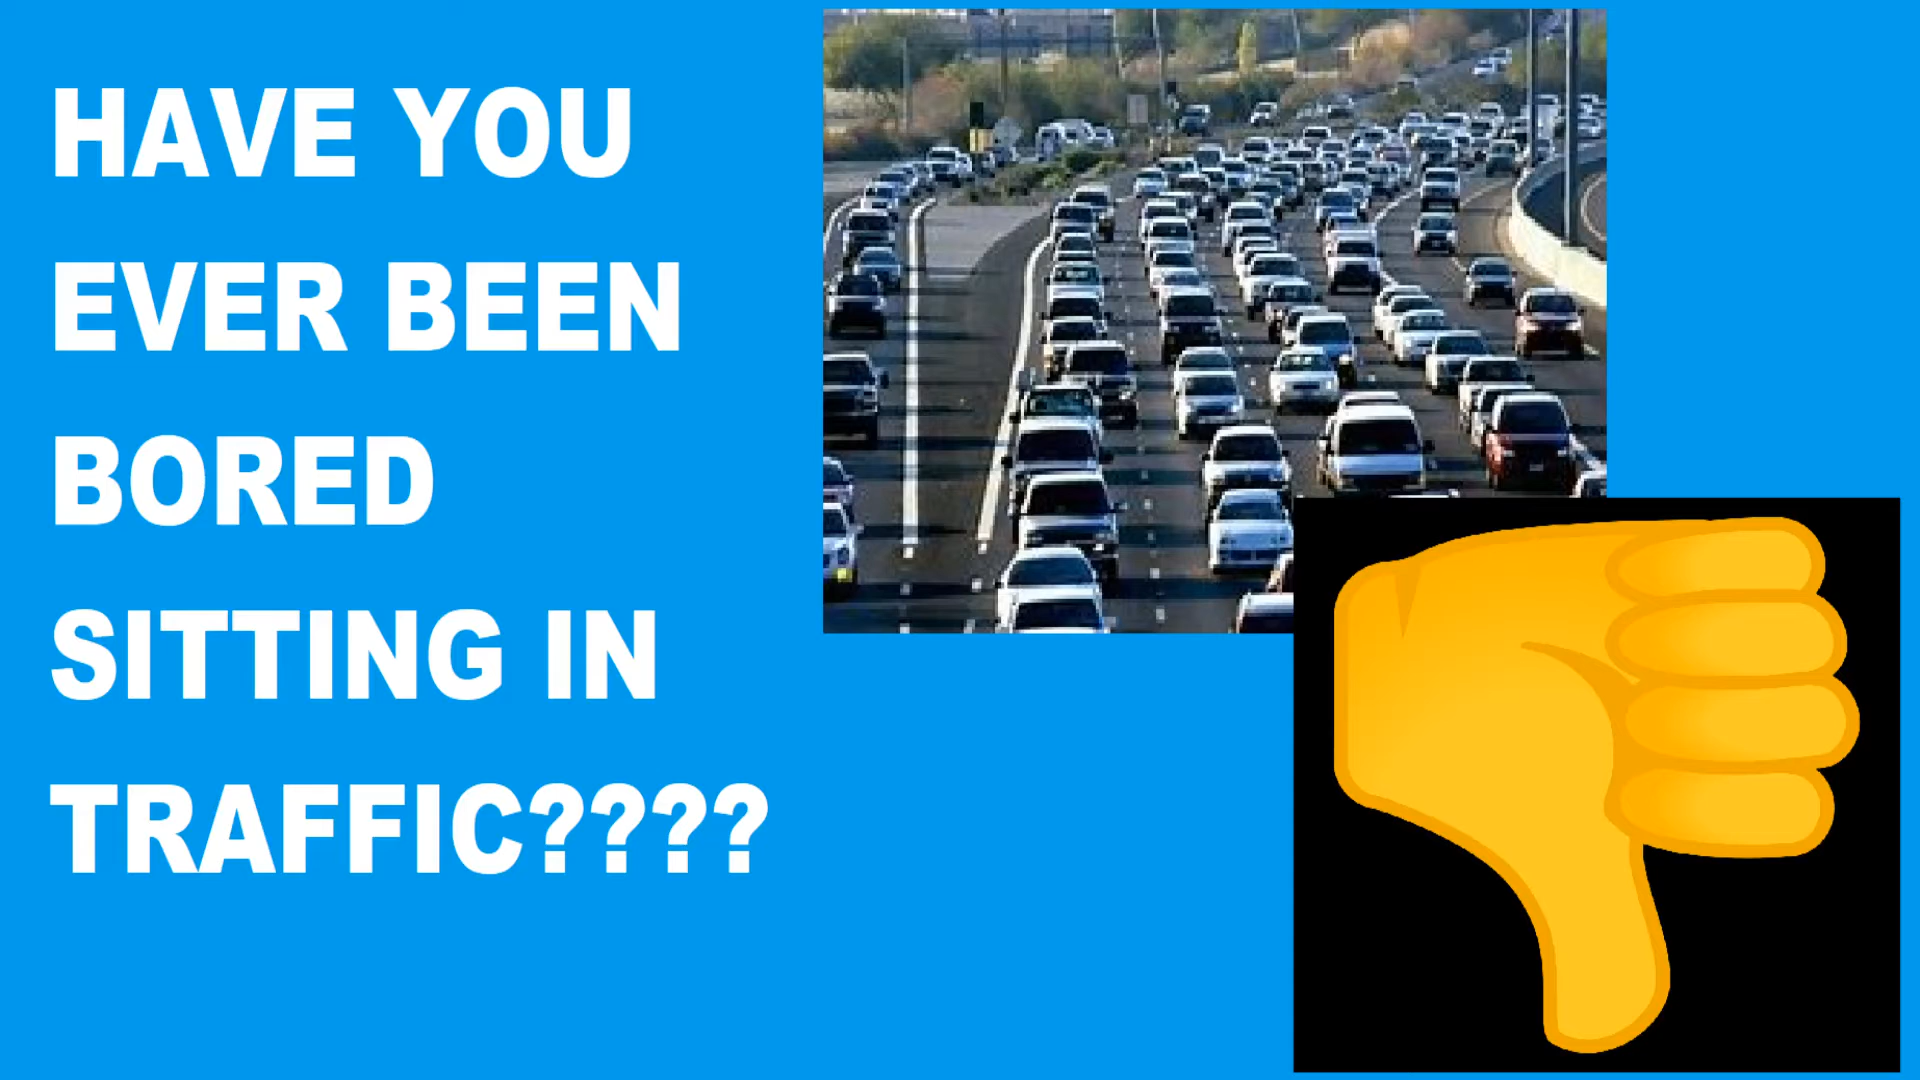 HAVE YOU
EVER BEEN
BORED
SITTING IN
TRAFFIC????